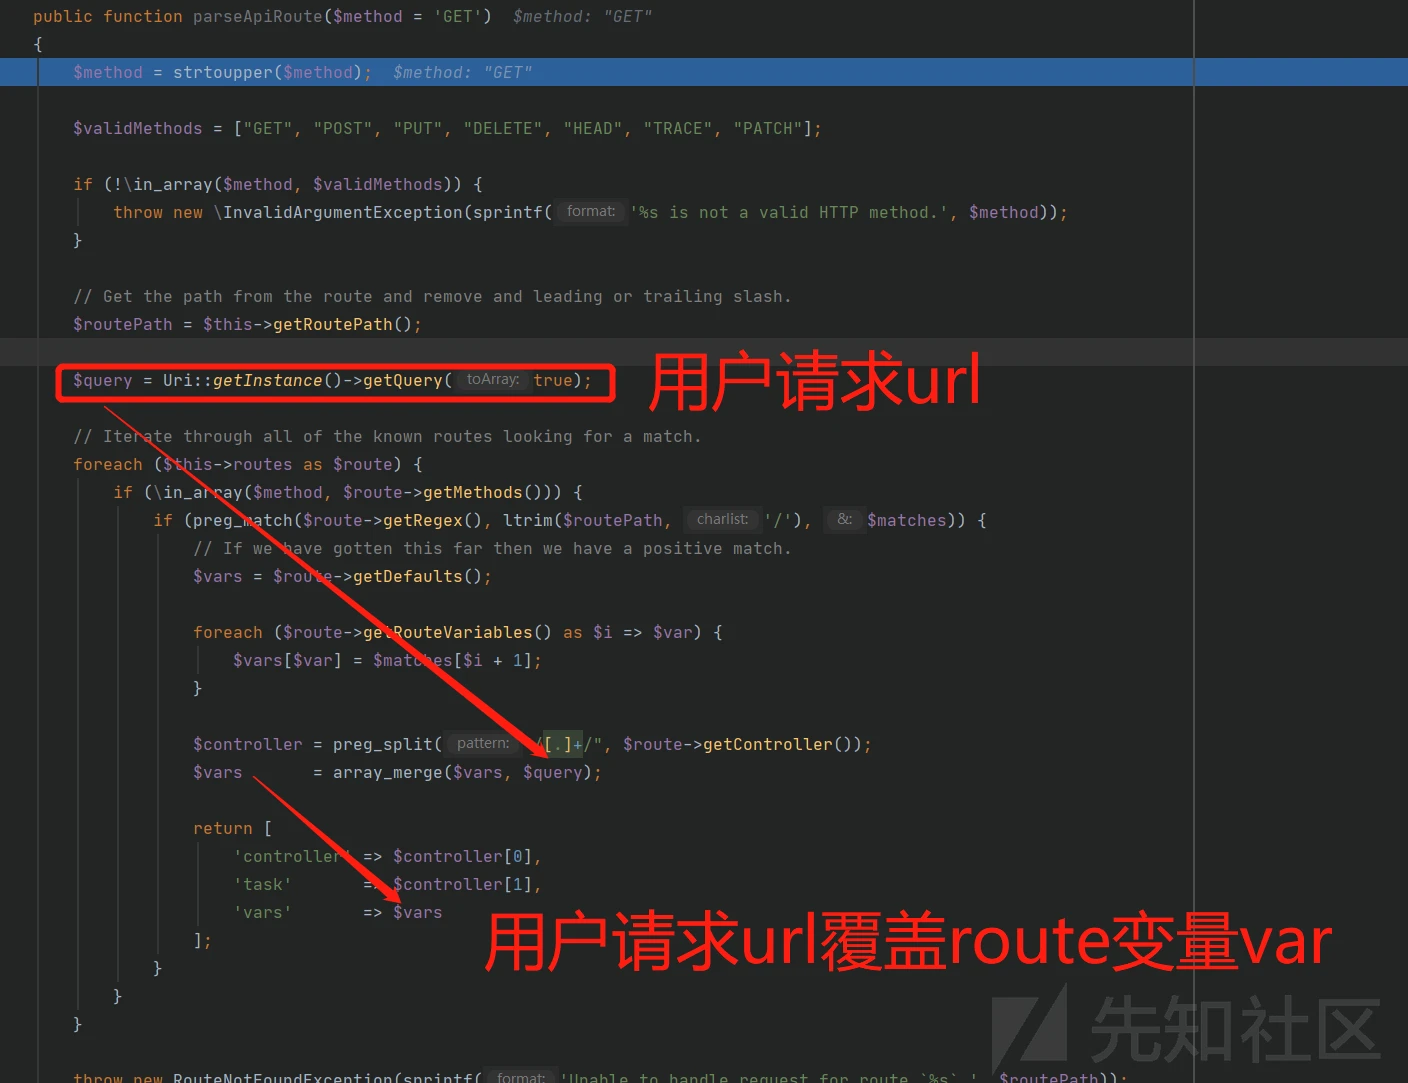 public function parseApiRoute($method = 'GET')  $method: "GET"
{
$method = strtoupper($method);  $method: "GET"
$validMethods = ["GET", "POST", "PUT", "DELETE", "HEAD", "TRACE", "PATCH"];
if (!\in_array($method, $validMethods)) {
throw new \InvalidArgumentException(sprintf( format: '%s is not a valid HTTP method.', $method));
}
// Get the path from the route and remove and leading or trailing slash.
$routePath = $this->getRoutePath();
$query = Uri::getInstance()->getQuery( toArray: true);
用户请求url
// Iterate through all of the known routes looking for a match.
foreach ($this->routes as $route) {
if (\in_array($method, $route->getMethods())) {
if (preg_match($route->getRegex(), ltrim($routePath, charlist: '/'), &: $matches)) {
// If we have gotten this far then we have a positive match.
$vars = $route->getDefaults();
foreach ($route->getRouteVariables() as $i => $var) {
$vars[$var] = $matches[$i + 1];
}
$controller = preg_split( pattern: "/[.]+/", $route->getController());
$vars       = array_merge($vars, $query);
return [
'controller' => $controller[0],
'task'       => $controller[1],
'vars'       => $vars
用户请求url覆盖route变量var
];
}
}
}
先知社区
throw new RouteNotFoundException(sprintf( format: 'Unable to handle request for route `%s`.', $routePath));